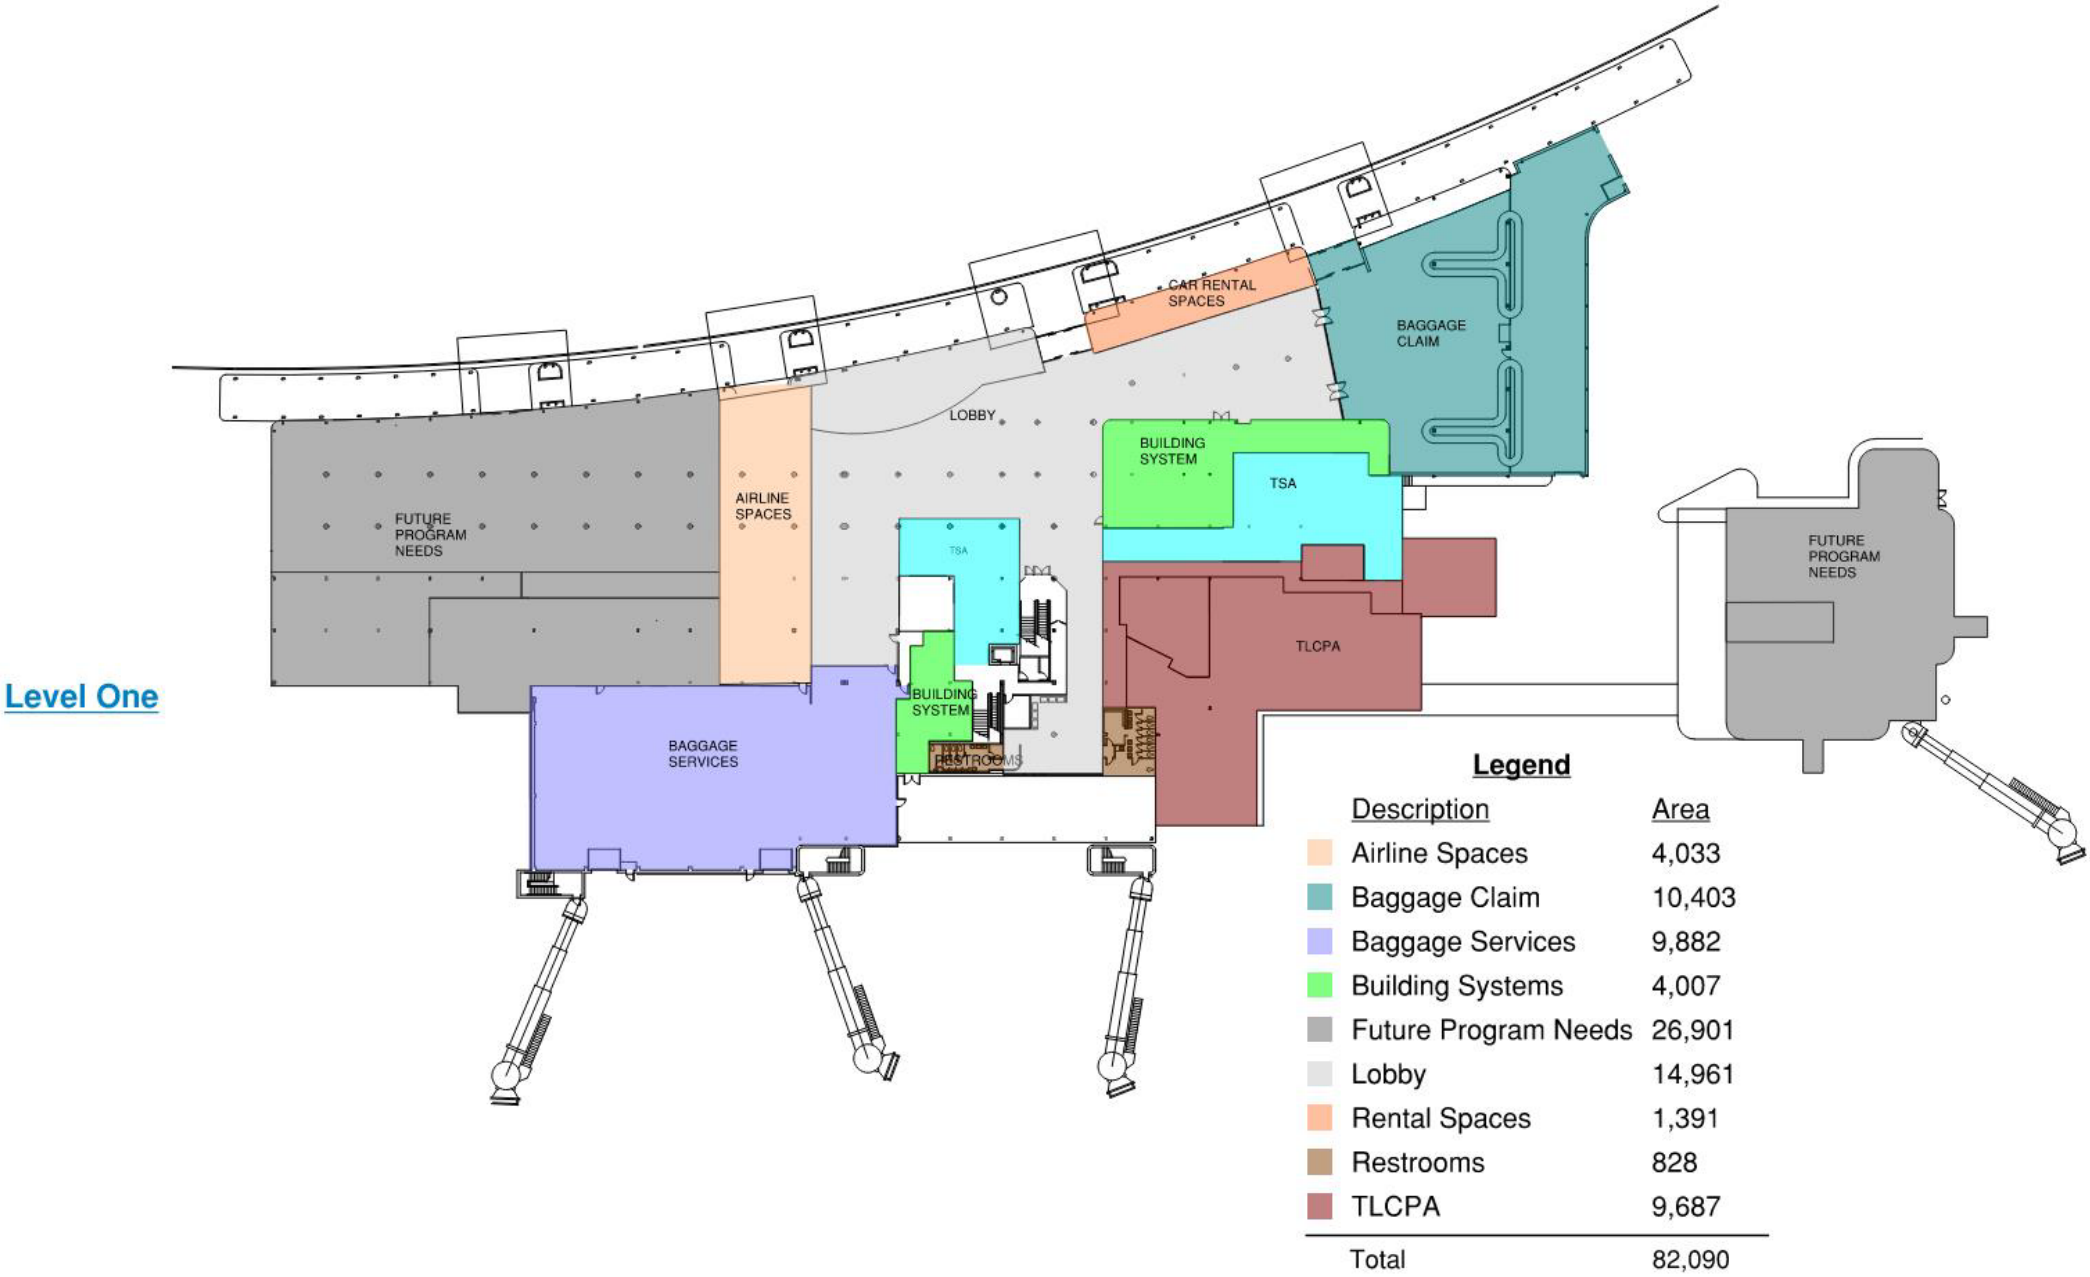 CAR RENTAL
SPACES
BAGGAGE
CLAIM
LOBBY
BUILDING
SYSTEM
TSA
AIRLINE
SPACES
FUTURE
PROGRAM
NEEDS
TSA
FUTURE
PROGRAM
NEEDS
TLCPA
Level One
BUILDING
SYSTEM
BAGGAGE
SERVICES
RESTROOMS
Legend
Description Area
Airline Spaces 4,033
Baggage Claim 10,403
Baggage Services 9,882
Building Systems 4,007
Future Program Needs 26,901
Lobby 14,961
Rental Spaces 1,391
Restrooms 828
TLCPA 9,687
Total 82,090